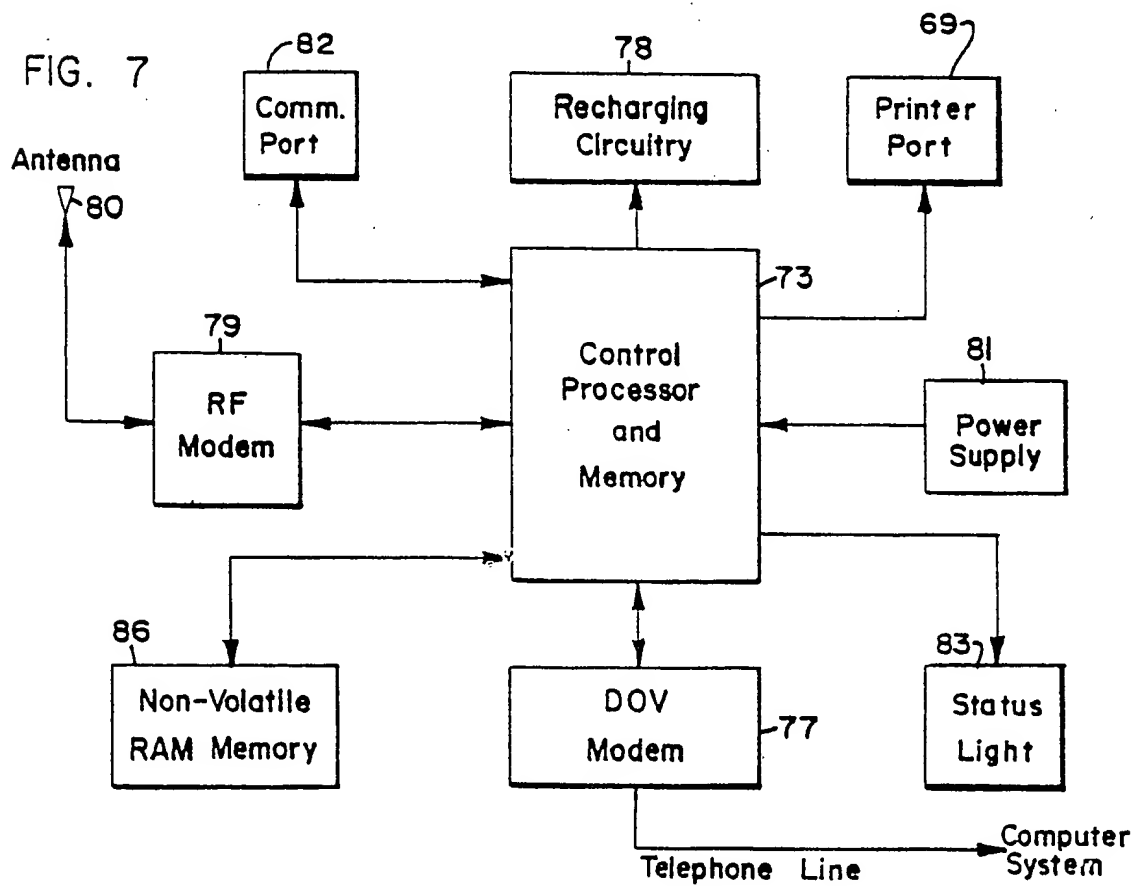 FIG. 7
82
Comm.
Port
78
Recharging
Circuitry
69
Printer
Port
Antenna
80
73
Control
Processor
and
Memory
79
RF
Modem
81
Power
Supply
86
Non-Volatile
RAM Memory
DOV
Modem
77
83
Status
Light
Telephone Line
Computer
System